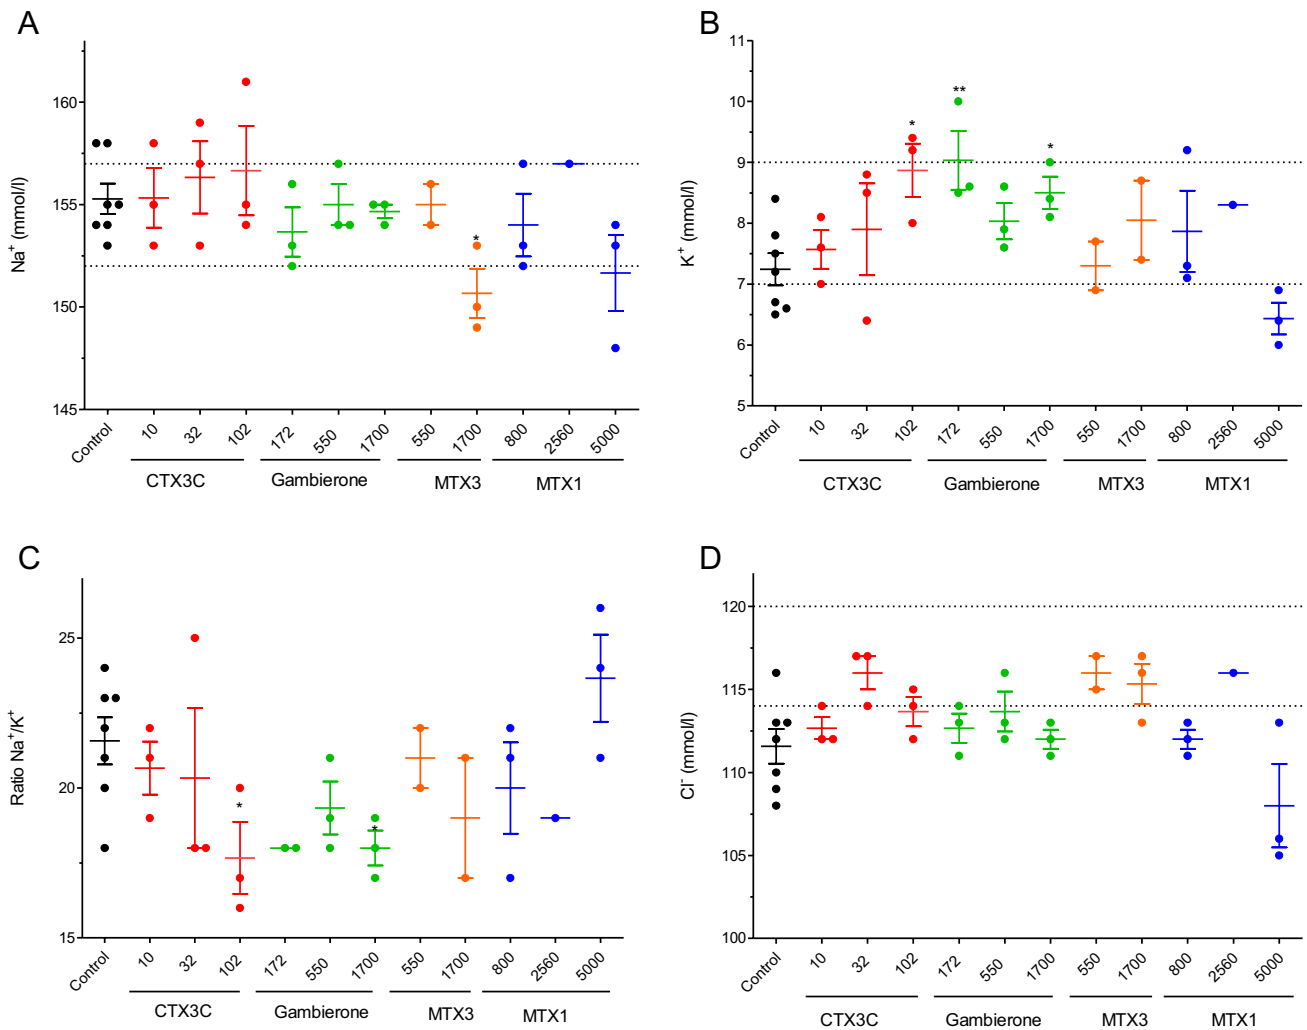 A
Na⁺ (mmol/l)
160
155
150
145
*
Control 10 32 102 172 550 1700 550 1700 800 2560 5000
CTX3C Gambierone MTX3 MTX1
B
K⁺ (mmol/l)
11
10
9
8
7
6
5
* ** *
Control 10 32 102 172 550 1700 550 1700 800 2560 5000
CTX3C Gambierone MTX3 MTX1
C
Ratio Na⁺/K⁺
25
20
15
* *
Control 10 32 102 172 550 1700 550 1700 800 2560 5000
CTX3C Gambierone MTX3 MTX1
D
Cl⁻ (mmol/l)
120
115
110
105
100
Control 10 32 102 172 550 1700 550 1700 800 2560 5000
CTX3C Gambierone MTX3 MTX1